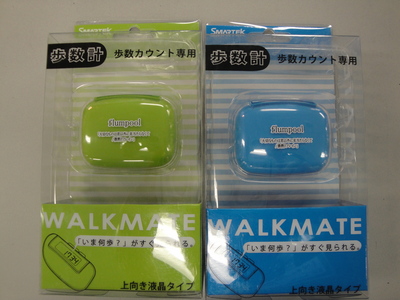 SMARTEK
歩数計
歩数カウント専用
flumpool
WALKMATE
「いま何歩?」がすぐ見られる。
上向き液晶タイプ
SMARTEK
歩数計
歩数カウント専用
flumpool
WALKMATE
「いま何歩?」がすぐ見られる。
上向き液晶タイプ